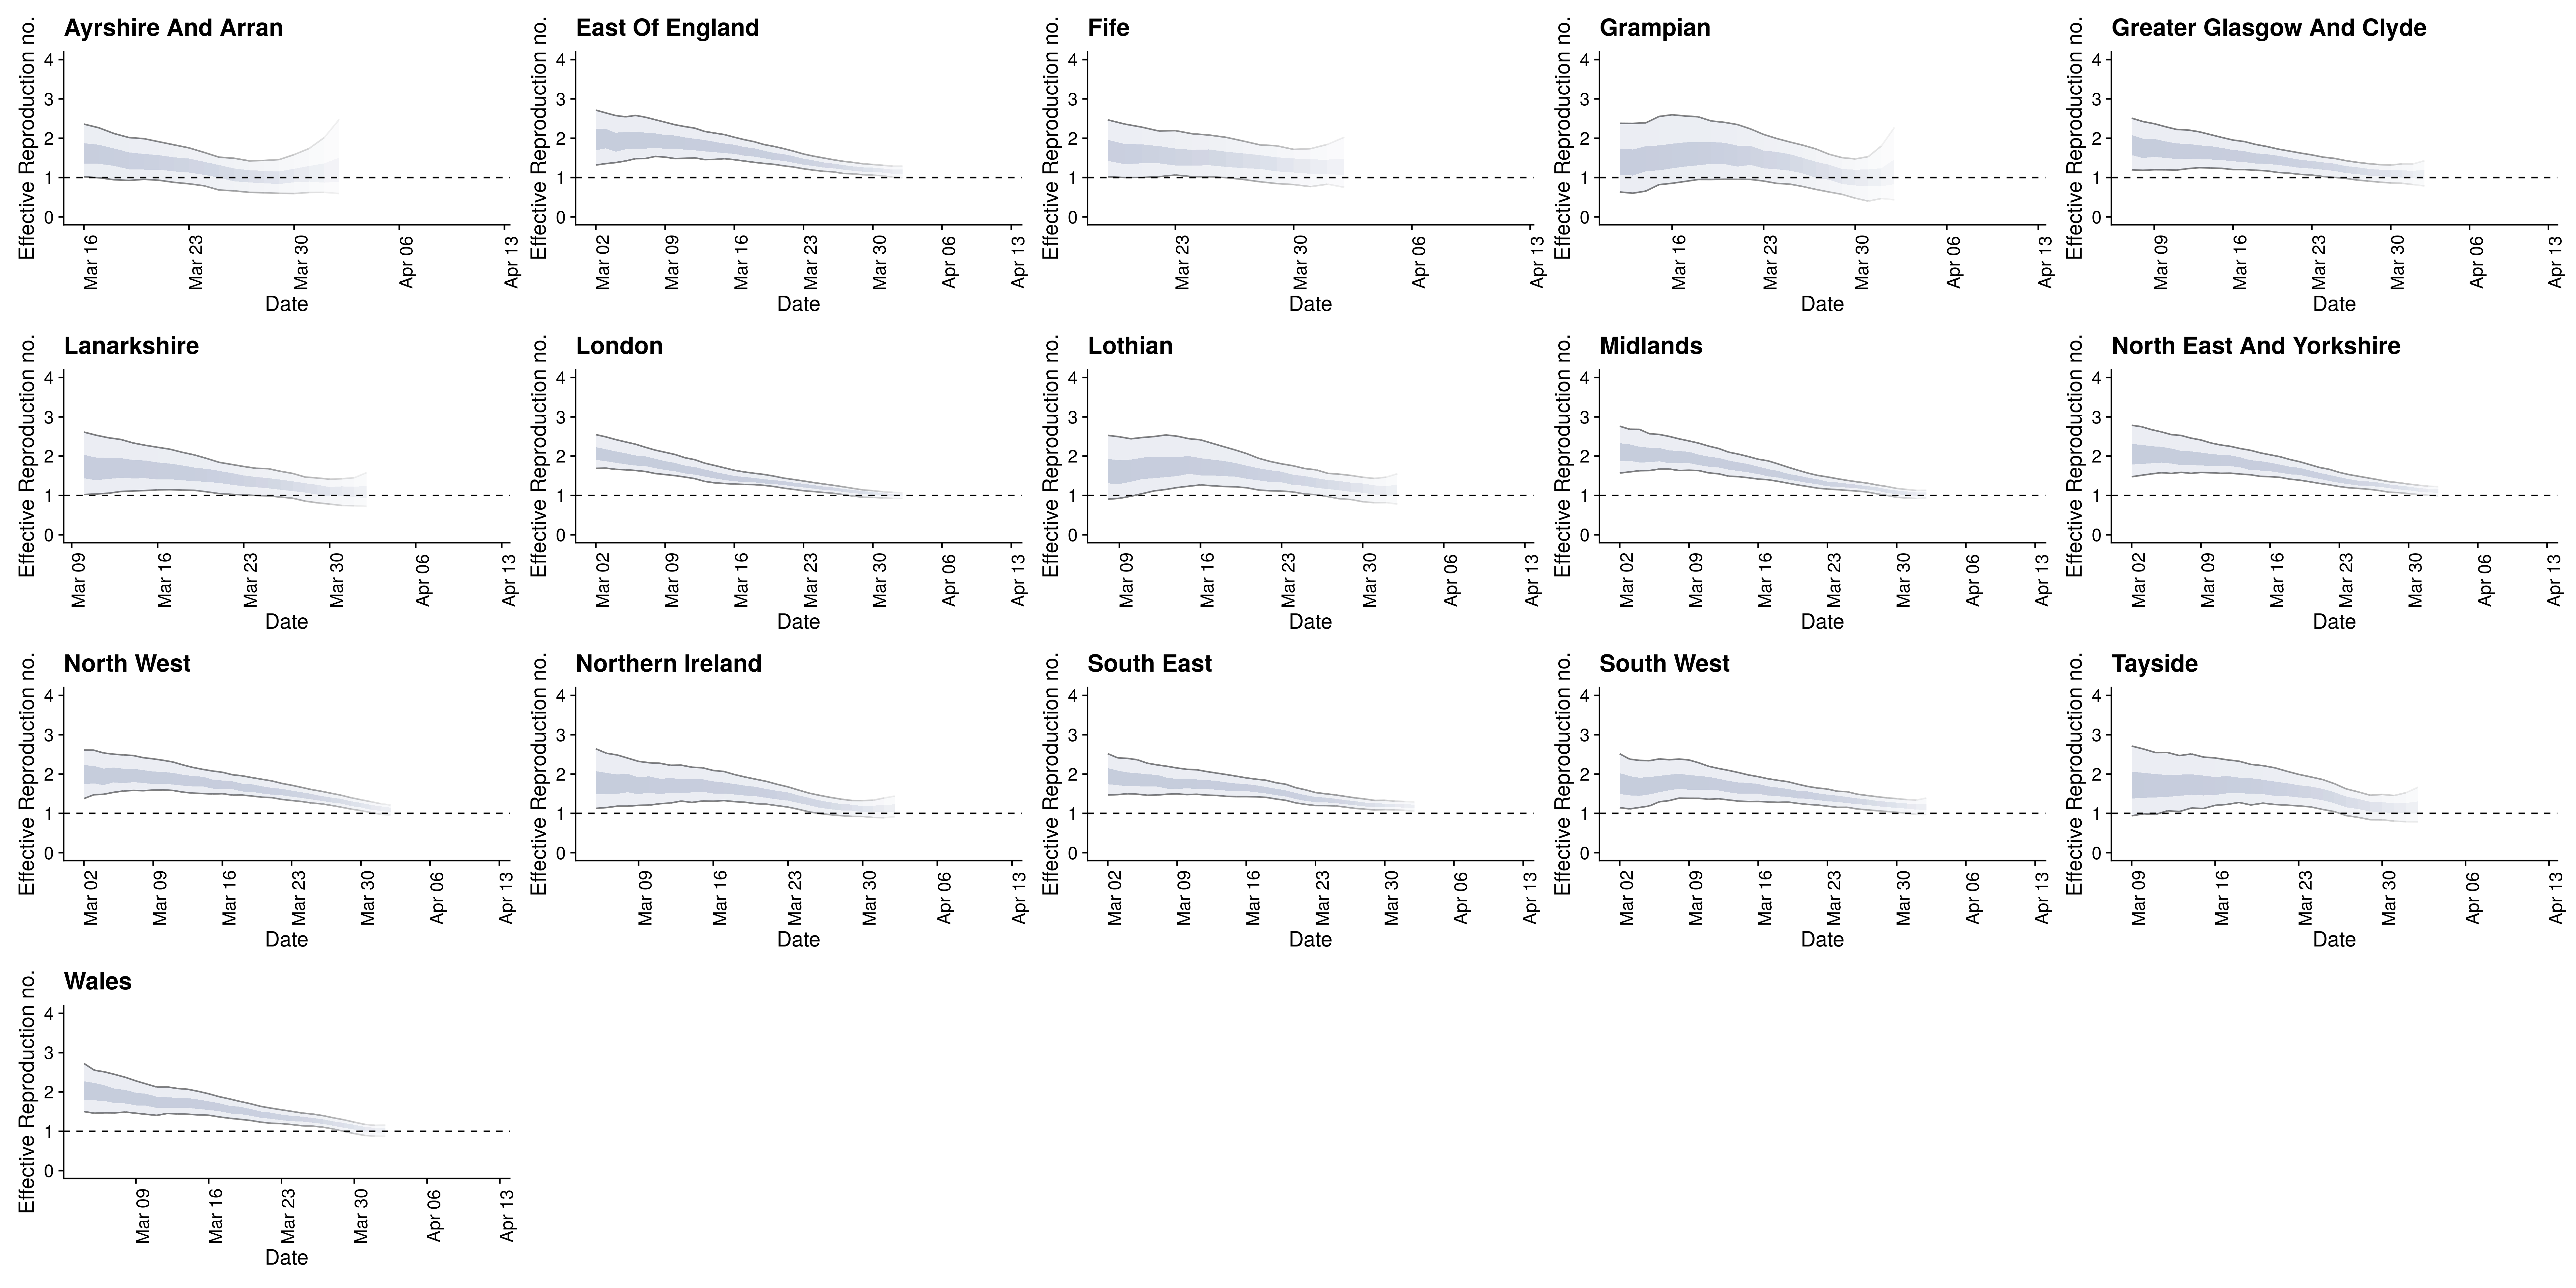 Ayrshire And Arran
Effective Reproduction no.
4
3
2
1
0
Mar 16
Mar 23
Mar 30
Apr 06
Apr 13
Date
East Of England
Effective Reproduction no.
4
3
2
1
0
Mar 02
Mar 09
Mar 16
Mar 23
Mar 30
Apr 06
Apr 13
Date
Fife
Effective Reproduction no.
4
3
2
1
0
Mar 23
Mar 30
Apr 06
Apr 13
Date
Grampian
Effective Reproduction no.
4
3
2
1
0
Mar 16
Mar 23
Mar 30
Apr 06
Apr 13
Date
Greater Glasgow And Clyde
Effective Reproduction no.
4
3
2
1
0
Mar 09
Mar 16
Mar 23
Mar 30
Apr 06
Apr 13
Date
Lanarkshire
Effective Reproduction no.
4
3
2
1
0
Mar 09
Mar 16
Mar 23
Mar 30
Apr 06
Apr 13
Date
London
Effective Reproduction no.
4
3
2
1
0
Mar 02
Mar 09
Mar 16
Mar 23
Mar 30
Apr 06
Apr 13
Date
Lothian
Effective Reproduction no.
4
3
2
1
0
Mar 09
Mar 16
Mar 23
Mar 30
Apr 06
Apr 13
Date
Midlands
Effective Reproduction no.
4
3
2
1
0
Mar 02
Mar 09
Mar 16
Mar 23
Mar 30
Apr 06
Apr 13
Date
North East And Yorkshire
Effective Reproduction no.
4
3
2
1
0
Mar 02
Mar 09
Mar 16
Mar 23
Mar 30
Apr 06
Apr 13
Date
North West
Effective Reproduction no.
4
3
2
1
0
Mar 02
Mar 09
Mar 16
Mar 23
Mar 30
Apr 06
Apr 13
Date
Northern Ireland
Effective Reproduction no.
4
3
2
1
0
Mar 09
Mar 16
Mar 23
Mar 30
Apr 06
Apr 13
Date
South East
Effective Reproduction no.
4
3
2
1
0
Mar 02
Mar 09
Mar 16
Mar 23
Mar 30
Apr 06
Apr 13
Date
South West
Effective Reproduction no.
4
3
2
1
0
Mar 02
Mar 09
Mar 16
Mar 23
Mar 30
Apr 06
Apr 13
Date
Tayside
Effective Reproduction no.
4
3
2
1
0
Mar 09
Mar 16
Mar 23
Mar 30
Apr 06
Apr 13
Date
Wales
Effective Reproduction no.
4
3
2
1
0
Mar 09
Mar 16
Mar 23
Mar 30
Apr 06
Apr 13
Date